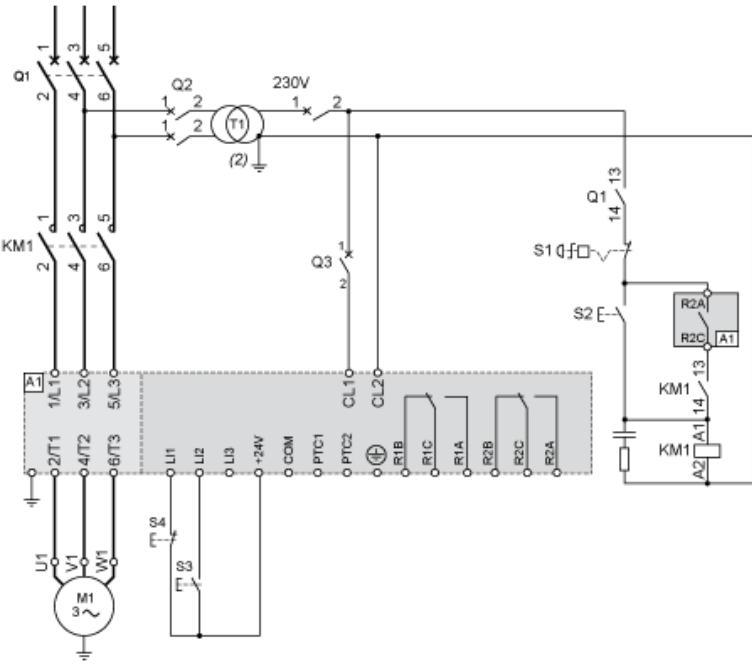 1 3 5
Q1
2 4 6
Q2
1 2
1 2
T1
(2)
230V
1 2
13
Q1
14
S1
KM1
1 3 5
2 4 6
Q3
1
2
S2
R2A
R2C
A1
13
KM1
14
A1
KM1
A2
A1
1/L1 3/L2 5/L3
CL1 CL2
2/T1 4/T2 6/T3
LI1 LI2 LI3 +24V COM PTC1 PTC2 R1B R1C R1A R2B R2C R2A
S4
S3
U1 V1 W1
M1
3